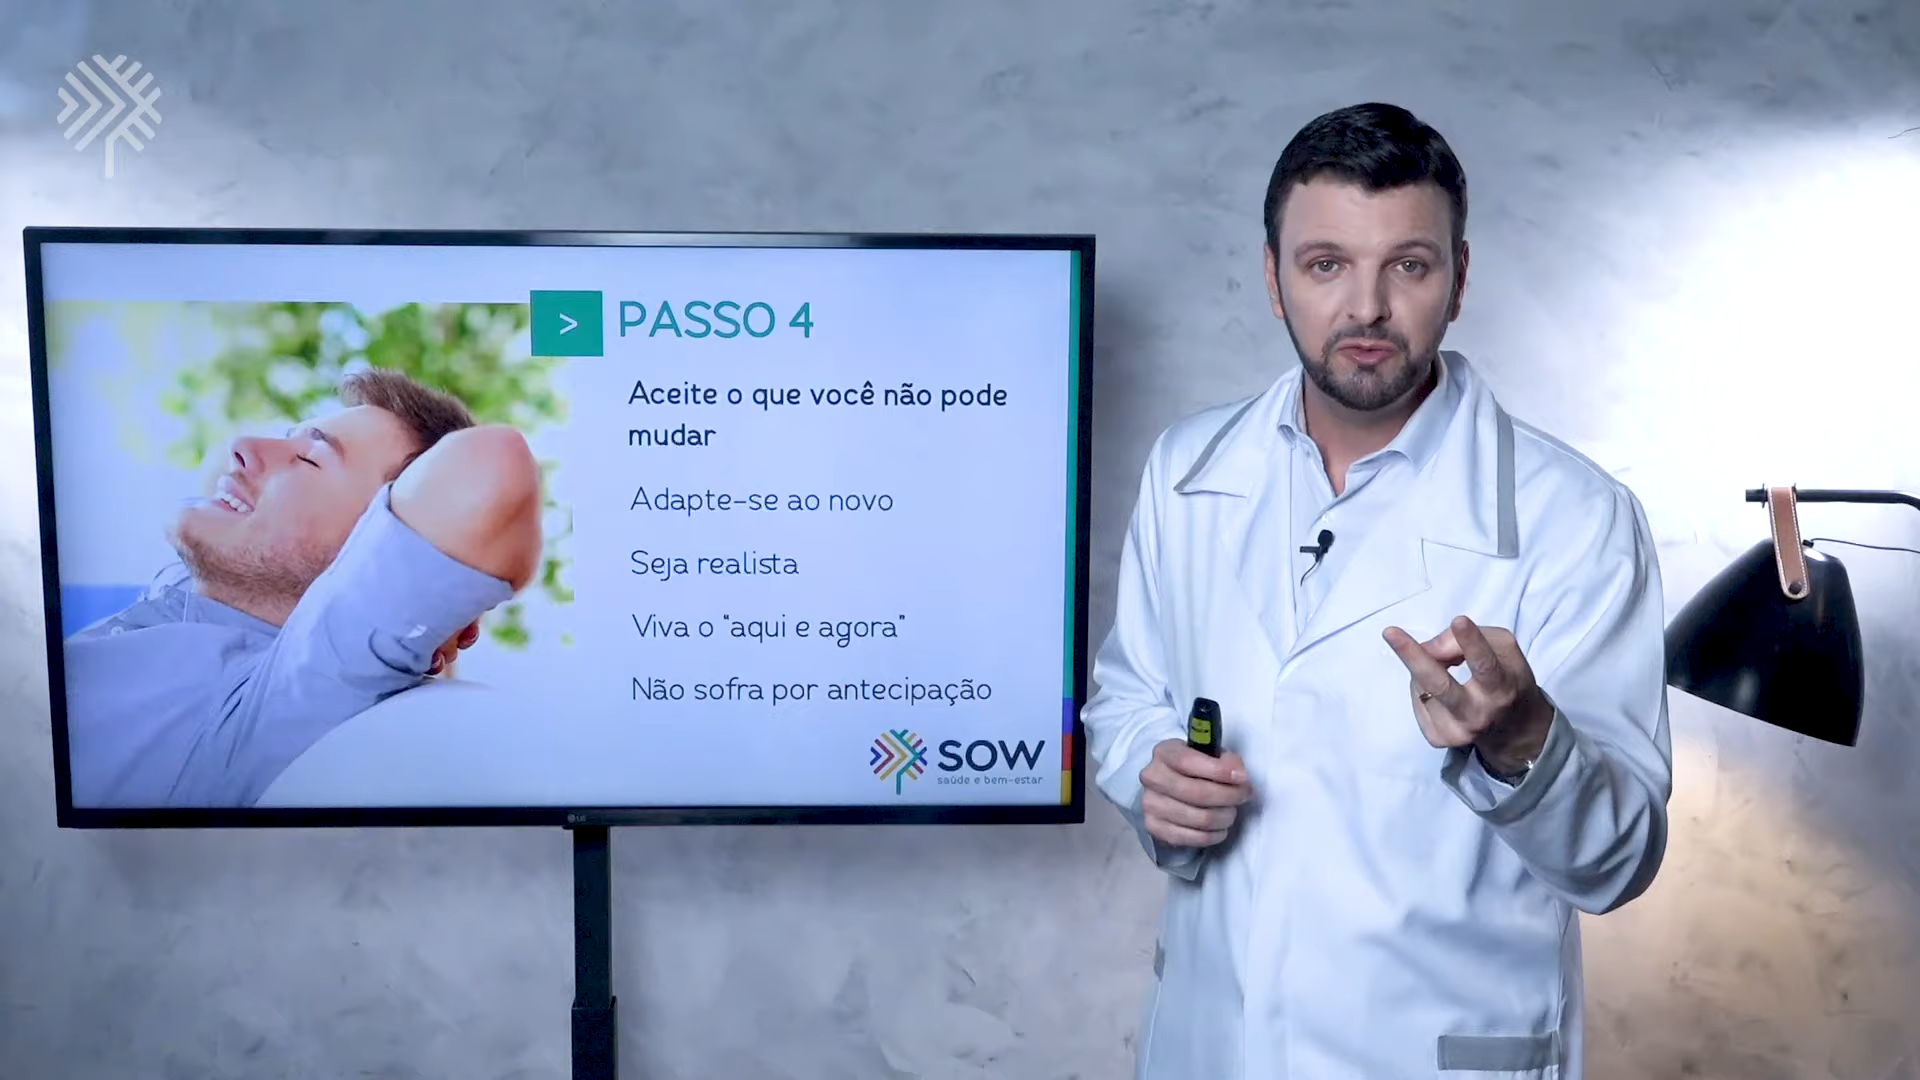 > PASSO 4
Aceite o que você não pode
mudar
Adapte-se ao novo
Seja realista
Viva o "aqui e agora"
Não sofra por antecipação
SOW
saúde e bem-estar
LG